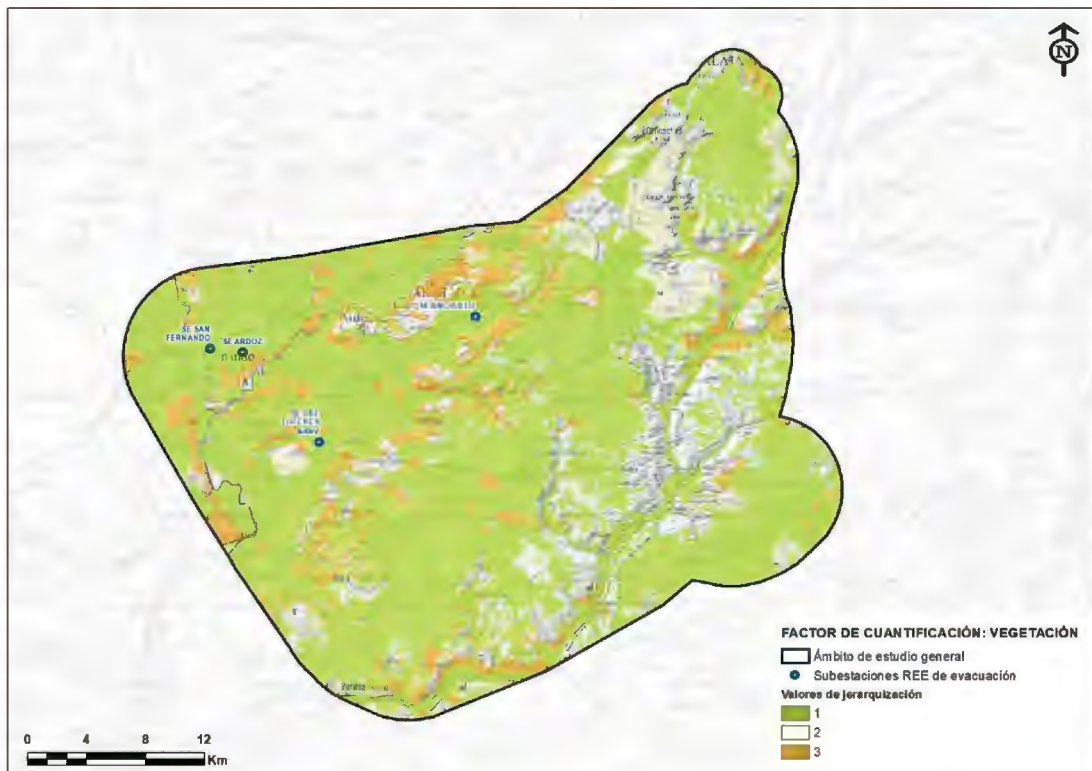 N
SE SAN
FERNANDO
SE ARDOZ
FACTOR DE CUANTIFICACIÓN: VEGETACIÓN
Ámbito de estudio general
Subestaciones REE de evacuación
Valores de jerarquización
1
2
3
0 4 8 12
Km